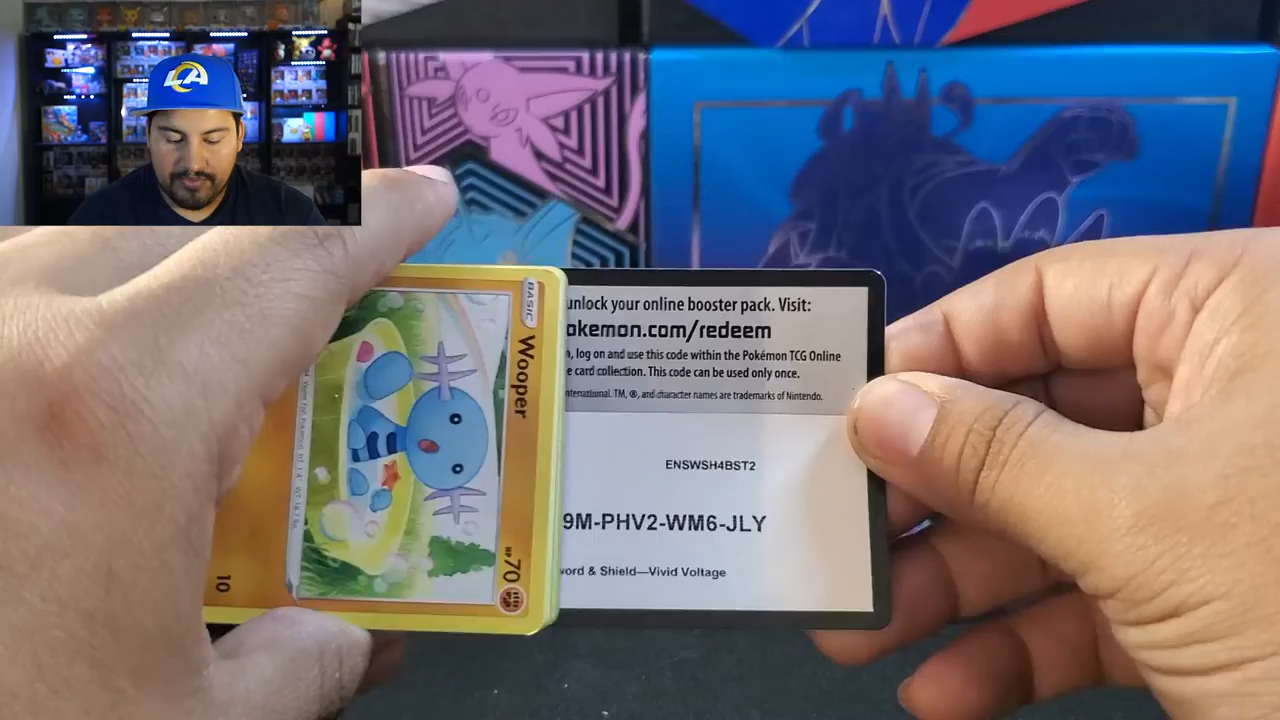 LA
BASIC
Wooper
HP 70
10
unlock your online booster pack. Visit:
okemon.com/redeem
, log on and use this code within the Pokémon TCG Online
e card collection. This code can be used only once.
nternational. TM, ®, and character names are trademarks of Nintendo.
ENSWSH4BST2
9M-PHV2-WM6-JLY
word & Shield—Vivid Voltage